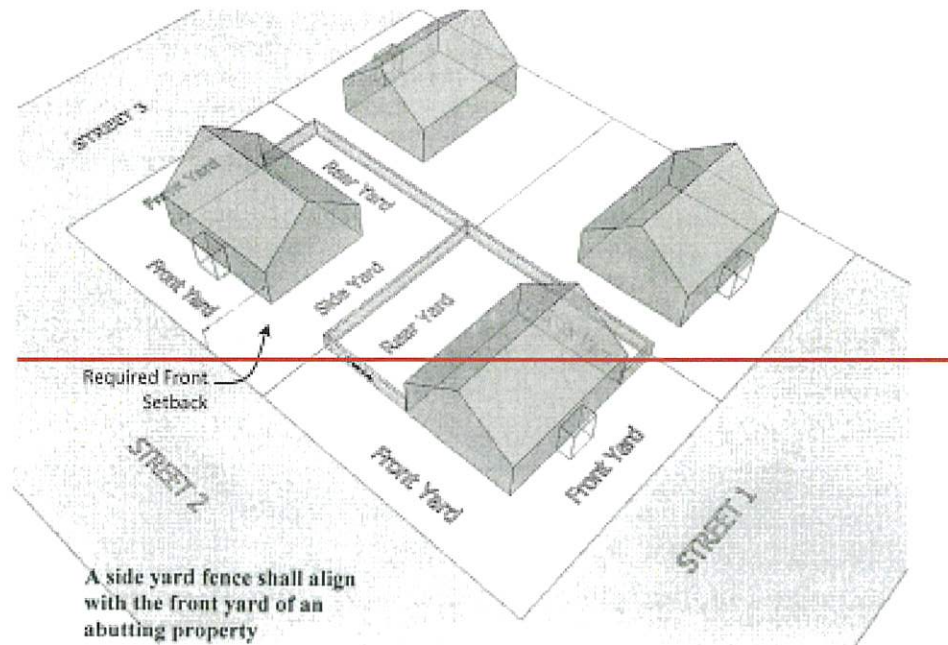 STREET 3
Front Yard
Rear Yard
Front Yard
Side Yard
Rear Yard
Required Front
Setback
STREET 2
Front Yard
Front Yard
STREET 1
A side yard fence shall align
with the front yard of an
abutting property